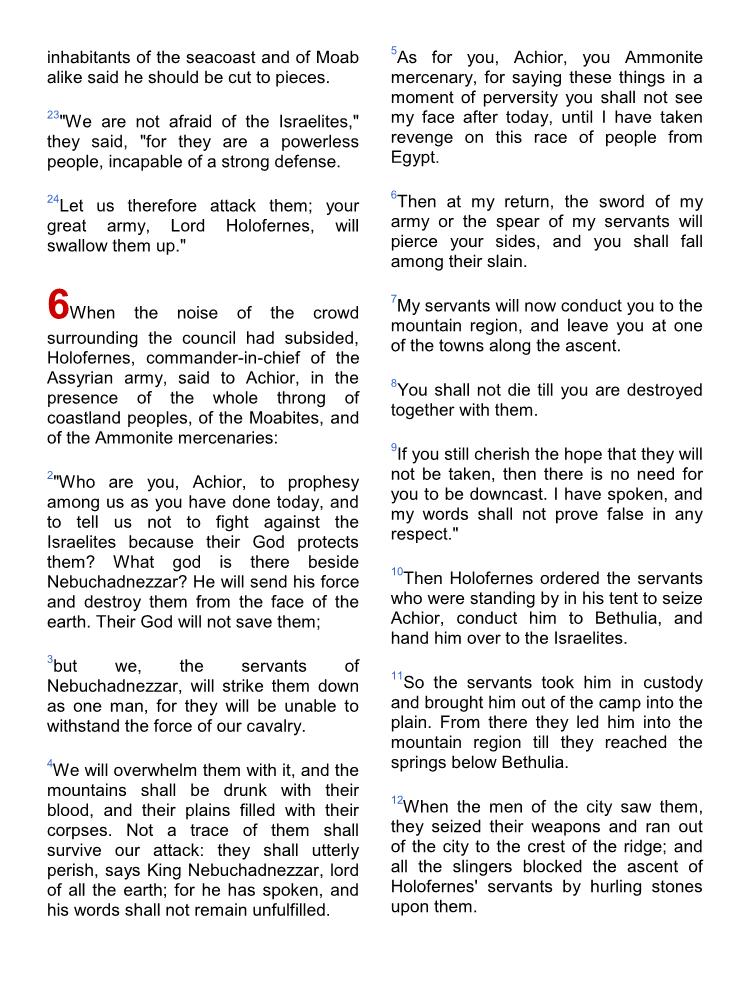 inhabitants of the seacoast and of Moab
alike said he should be cut to pieces.
23"We are not afraid of the Israelites,"
they said, "for they are a powerless
people, incapable of a strong defense.
24Let us therefore attack them; your
great army, Lord Holofernes, will
swallow them up."
6When the noise of the crowd
surrounding the council had subsided,
Holofernes, commander-in-chief of the
Assyrian army, said to Achior, in the
presence of the whole throng of
coastland peoples, of the Moabites, and
of the Ammonite mercenaries:
2"Who are you, Achior, to prophesy
among us as you have done today, and
to tell us not to fight against the
Israelites because their God protects
them? What god is there beside
Nebuchadnezzar? He will send his force
and destroy them from the face of the
earth. Their God will not save them;
3but we, the servants of
Nebuchadnezzar, will strike them down
as one man, for they will be unable to
withstand the force of our cavalry.
4We will overwhelm them with it, and the
mountains shall be drunk with their
blood, and their plains filled with their
corpses. Not a trace of them shall
survive our attack: they shall utterly
perish, says King Nebuchadnezzar, lord
of all the earth; for he has spoken, and
his words shall not remain unfulfilled.
5As for you, Achior, you Ammonite
mercenary, for saying these things in a
moment of perversity you shall not see
my face after today, until I have taken
revenge on this race of people from
Egypt.
6Then at my return, the sword of my
army or the spear of my servants will
pierce your sides, and you shall fall
among their slain.
7My servants will now conduct you to the
mountain region, and leave you at one
of the towns along the ascent.
8You shall not die till you are destroyed
together with them.
9If you still cherish the hope that they will
not be taken, then there is no need for
you to be downcast. I have spoken, and
my words shall not prove false in any
respect."
10Then Holofernes ordered the servants
who were standing by in his tent to seize
Achior, conduct him to Bethulia, and
hand him over to the Israelites.
11So the servants took him in custody
and brought him out of the camp into the
plain. From there they led him into the
mountain region till they reached the
springs below Bethulia.
12When the men of the city saw them,
they seized their weapons and ran out
of the city to the crest of the ridge; and
all the slingers blocked the ascent of
Holofernes' servants by hurling stones
upon them.